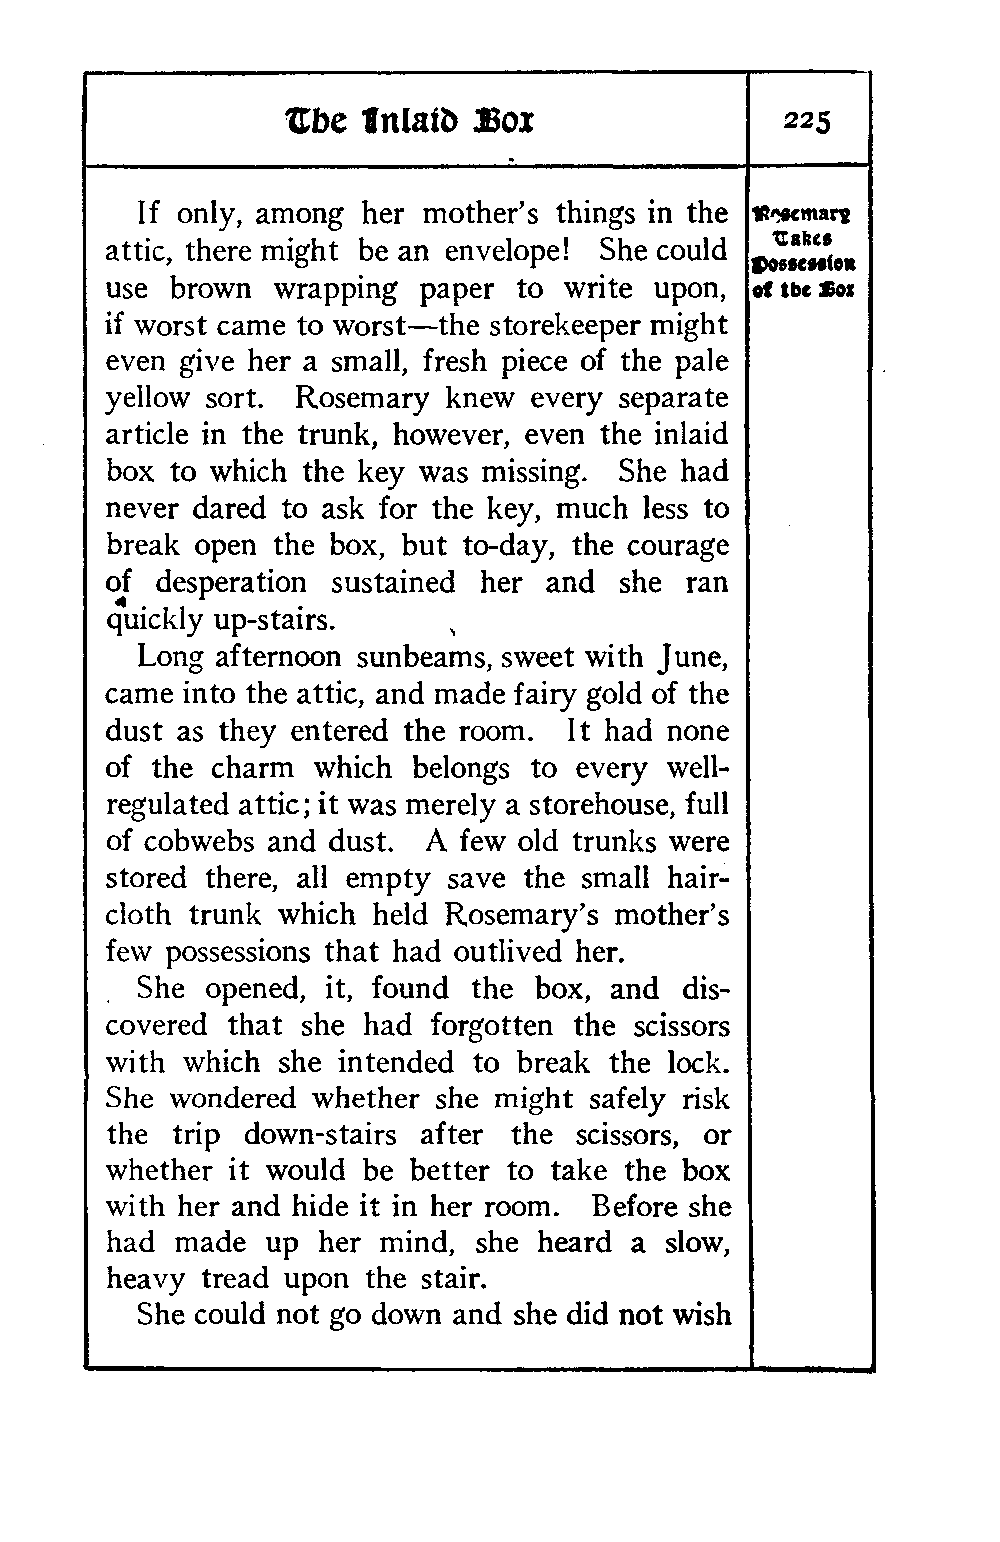 The Inlaid Box
225
If only, among her mother's things in the
attic, there might be an envelope! She could
use brown wrapping paper to write upon,
if worst came to worst—the storekeeper might
even give her a small, fresh piece of the pale
yellow sort. Rosemary knew every separate
article in the trunk, however, even the inlaid
box to which the key was missing. She had
never dared to ask for the key, much less to
break open the box, but to-day, the courage
of desperation sustained her and she ran
quickly up-stairs.
Long afternoon sunbeams, sweet with June,
came into the attic, and made fairy gold of the
dust as they entered the room. It had none
of the charm which belongs to every well-
regulated attic; it was merely a storehouse, full
of cobwebs and dust. A few old trunks were
stored there, all empty save the small hair-
cloth trunk which held Rosemary's mother's
few possessions that had outlived her.
She opened, it, found the box, and dis-
covered that she had forgotten the scissors
with which she intended to break the lock.
She wondered whether she might safely risk
the trip down-stairs after the scissors, or
whether it would be better to take the box
with her and hide it in her room. Before she
had made up her mind, she heard a slow,
heavy tread upon the stair.
She could not go down and she did not wish
Rosemary
Takes
Possession
of the Box